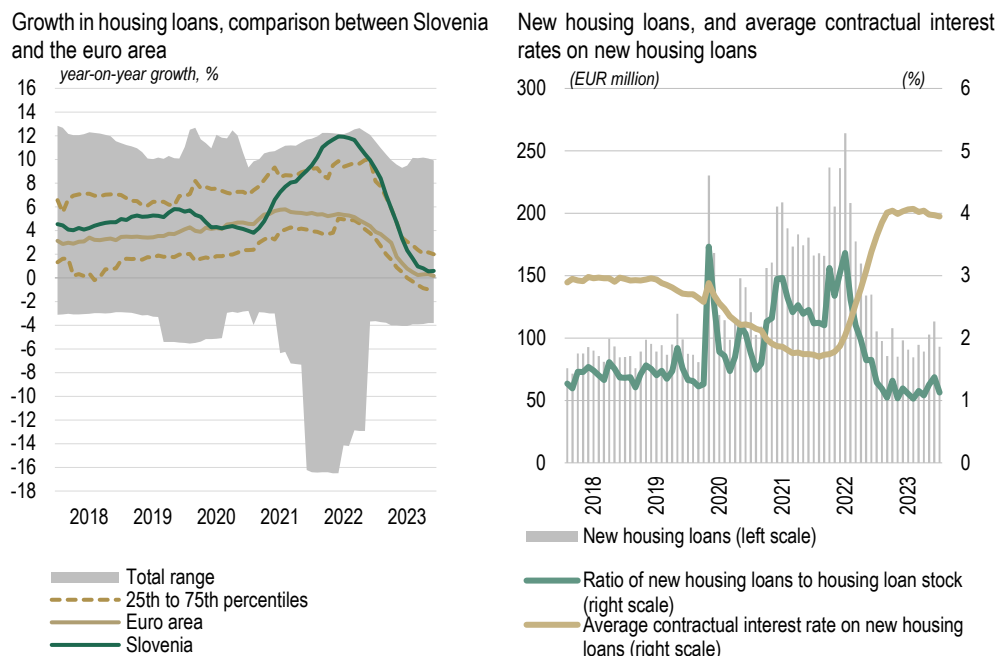 Growth in housing loans, comparison between Slovenia
and the euro area
year-on-year growth, %
16
14
12
10
8
6
4
2
0
-2
-4
-6
-8
-10
-12
-14
-16
-18
2018 2019 2020 2021 2022 2023
Total range
25th to 75th percentiles
Euro area
Slovenia
New housing loans, and average contractual interest
rates on new housing loans
(EUR million) (%)
300 6
250 5
200 4
150 3
100 2
50 1
0 0
2018 2019 2020 2021 2022 2023
New housing loans (left scale)
Ratio of new housing loans to housing loan stock
(right scale)
Average contractual interest rate on new housing
loans (right scale)